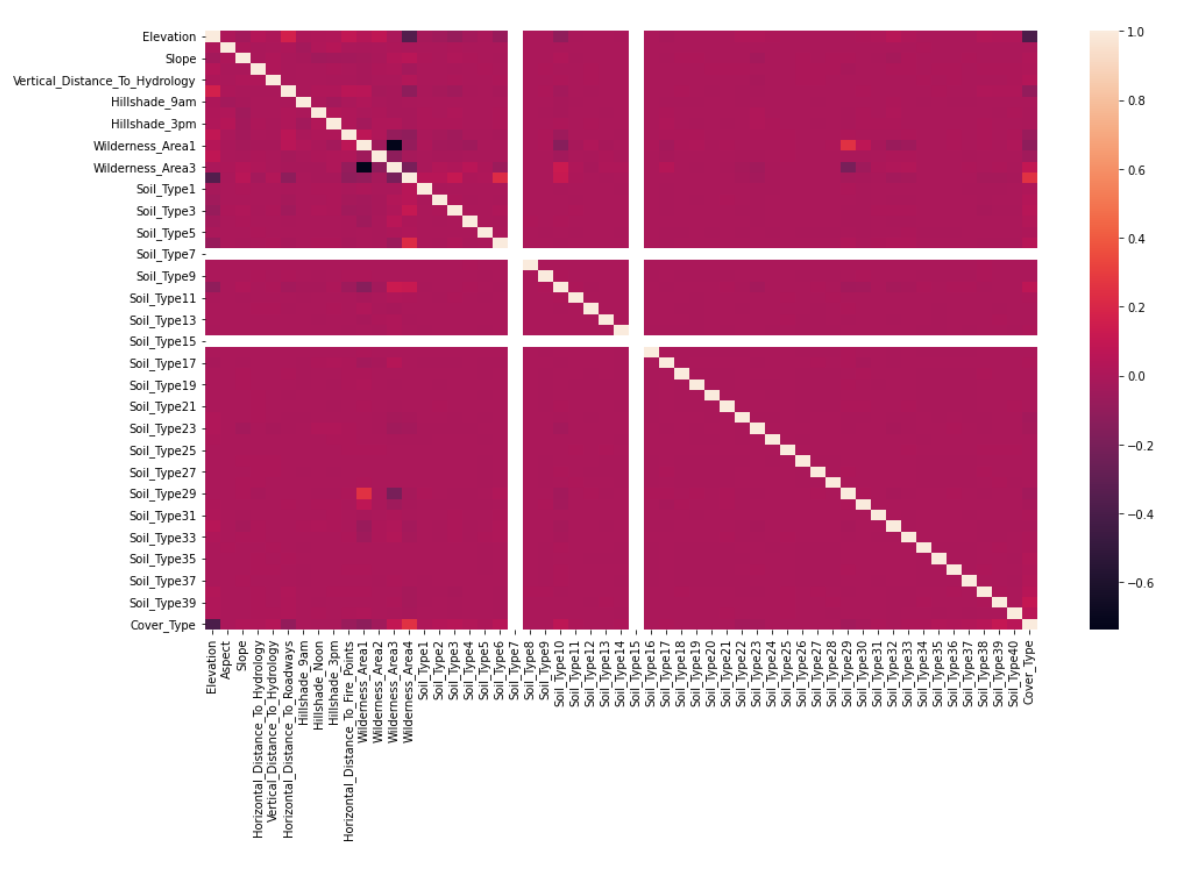 Elevation
Slope
Vertical_Distance_To_Hydrology
Hillshade_9am
Hillshade_3pm
Wilderness_Area1
Wilderness_Area3
Soil_Type1
Soil_Type3
Soil_Type5
Soil_Type7
Soil_Type9
Soil_Type11
Soil_Type13
Soil_Type15
Soil_Type17
Soil_Type19
Soil_Type21
Soil_Type23
Soil_Type25
Soil_Type27
Soil_Type29
Soil_Type31
Soil_Type33
Soil_Type35
Soil_Type37
Soil_Type39
Cover_Type
Elevation
Aspect
Slope
Horizontal_Distance_To_Hydrology
Vertical_Distance_To_Hydrology
Horizontal_Distance_To_Roadways
Hillshade_9am
Hillshade_Noon
Hillshade_3pm
Horizontal_Distance_To_Fire_Points
Wilderness_Area1
Wilderness_Area2
Wilderness_Area3
Wilderness_Area4
Soil_Type1
Soil_Type2
Soil_Type3
Soil_Type4
Soil_Type5
Soil_Type6
Soil_Type7
Soil_Type8
Soil_Type9
Soil_Type10
Soil_Type11
Soil_Type12
Soil_Type13
Soil_Type14
Soil_Type15
Soil_Type16
Soil_Type17
Soil_Type18
Soil_Type19
Soil_Type20
Soil_Type21
Soil_Type22
Soil_Type23
Soil_Type24
Soil_Type25
Soil_Type26
Soil_Type27
Soil_Type28
Soil_Type29
Soil_Type30
Soil_Type31
Soil_Type32
Soil_Type33
Soil_Type34
Soil_Type35
Soil_Type36
Soil_Type37
Soil_Type38
Soil_Type39
Soil_Type40
Cover_Type
1.0
0.8
0.6
0.4
0.2
0.0
−0.2
−0.4
−0.6